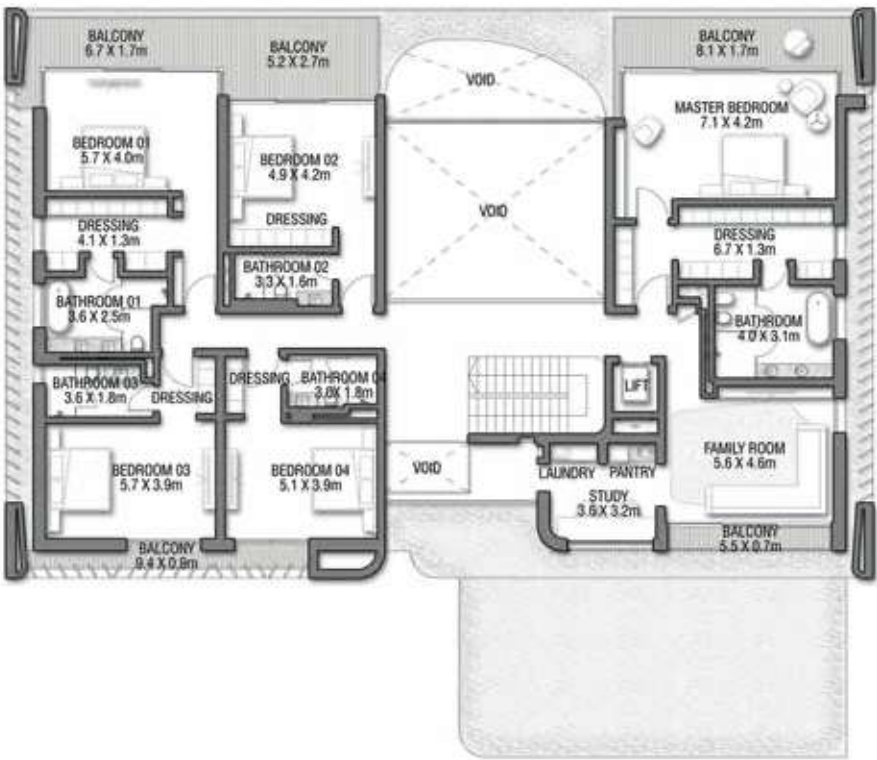 BALCONY
6.7 X 1.7m
BALCONY
5.2 X 2.7m
VOID
BALCONY
8.1 X 1.7m
MASTER BEDROOM
7.1 X 4.2m
BEDROOM 01
5.7 X 4.0m
BEDROOM 02
4.9 X 4.2m
DRESSING
VOID
DRESSING
4.1 X 1.3m
DRESSING
6.7 X 1.3m
BATHROOM 02
3.3 X 1.6m
BATHROOM 01
3.6 X 2.5m
BATHROOM
4.0 X 3.1m
BATHROOM 03
3.6 X 1.8m
DRESSING
DRESSING
BATHROOM 04
3.0X 1.8m
LIFT
BEDROOM 03
5.7 X 3.9m
BEDROOM 04
5.1 X 3.9m
VOID
LAUNDRY
PANTRY
STUDY
3.6 X 3.2m
FAMILY ROOM
5.6 X 4.6m
BALCONY
9.4 X 0.9m
BALCONY
5.5 X 0.7m